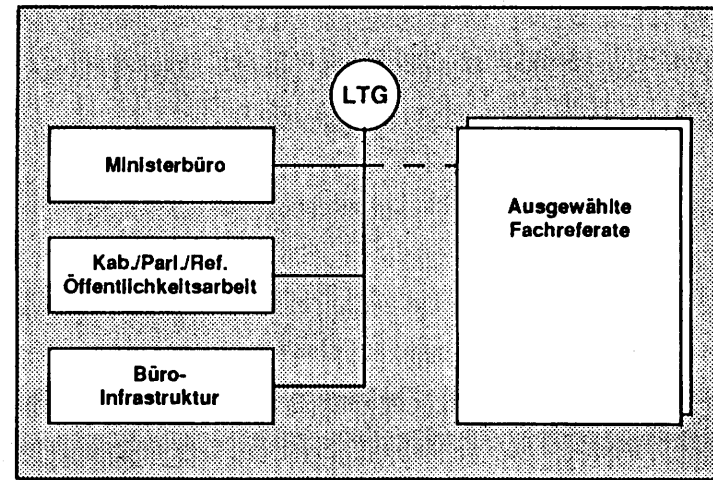 LTG
Ministerbüro
Kab./Parl./Ref.
Öffentlichkeitsarbeit
Büro-
Infrastruktur
Ausgewählte
Fachreferate